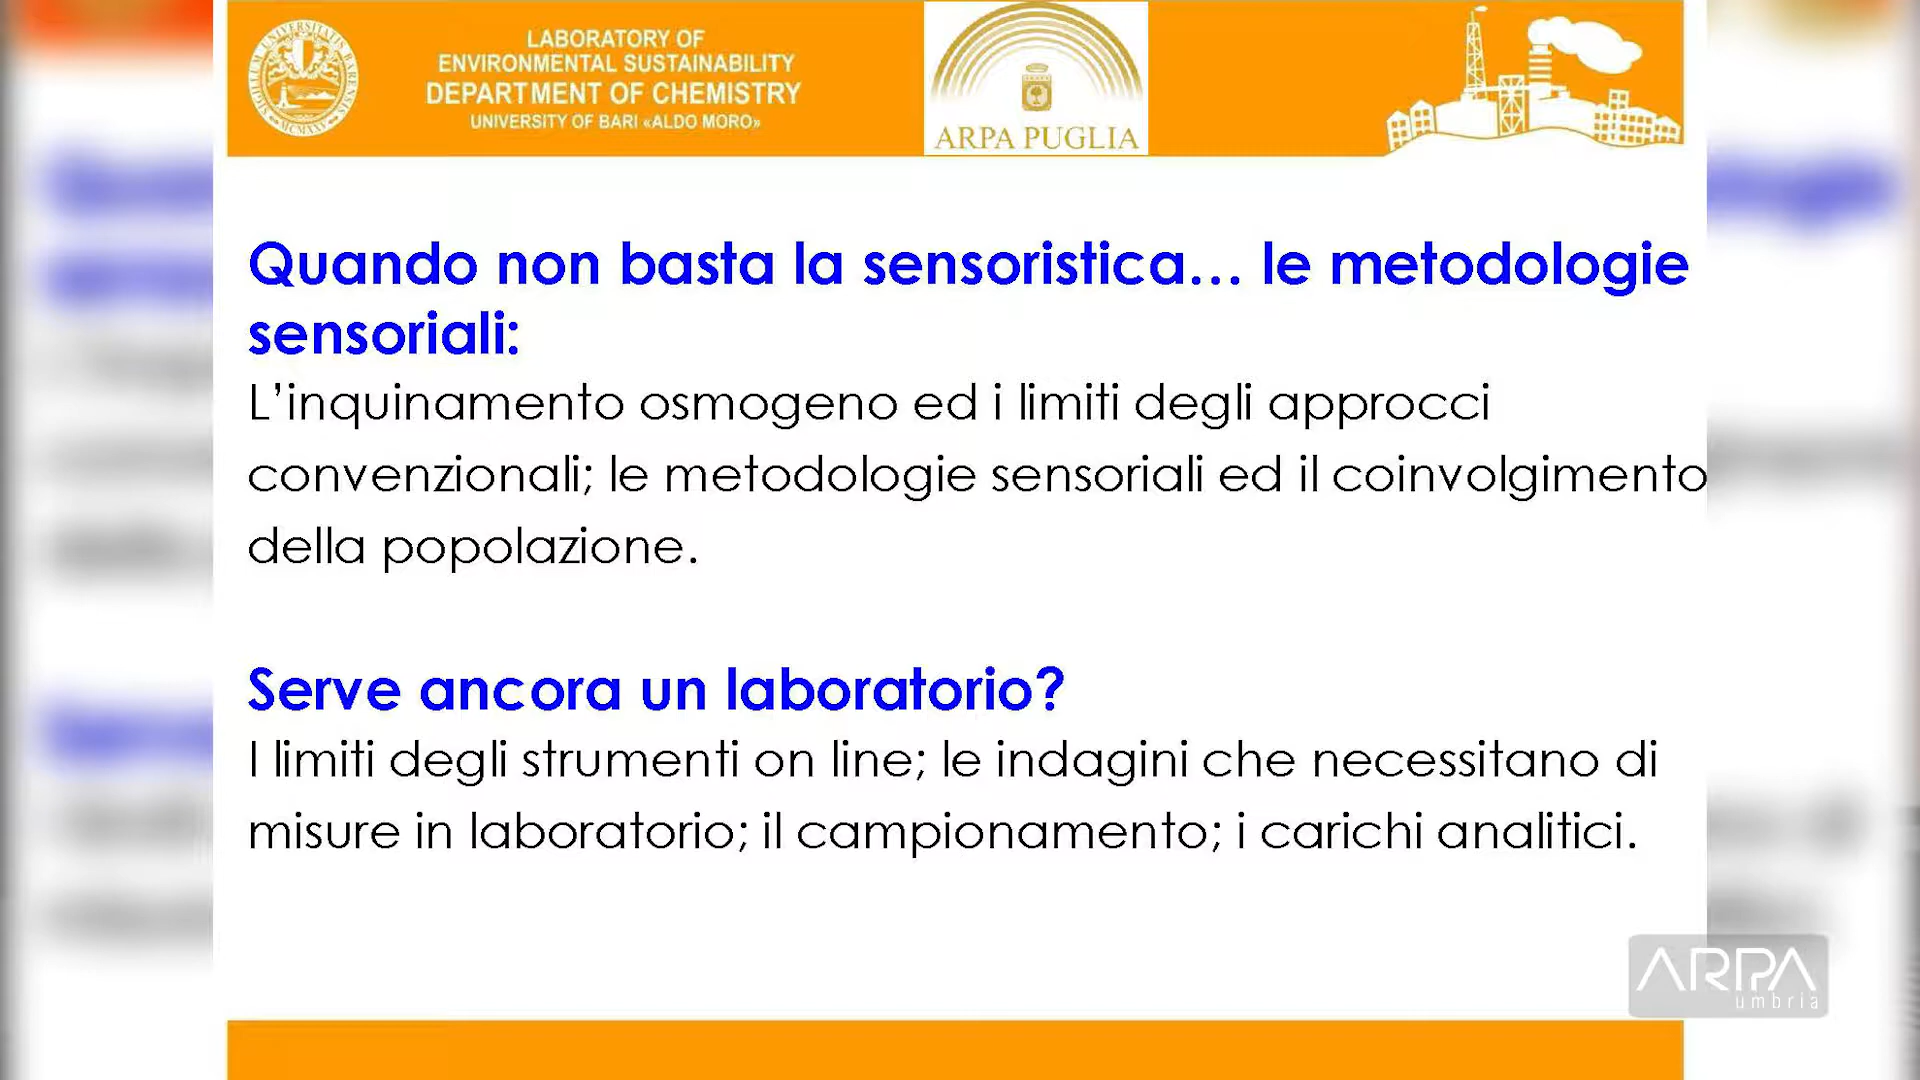 LABORATORY OF
ENVIRONMENTAL SUSTAINABILITY
DEPARTMENT OF CHEMISTRY
UNIVERSITY OF BARI «ALDO MORO»
ARPA PUGLIA
Quando non basta la sensoristica… le metodologie
sensoriali:
L’inquinamento osmogeno ed i limiti degli approcci
convenzionali; le metodologie sensoriali ed il coinvolgimento
della popolazione.
Serve ancora un laboratorio?
I limiti degli strumenti on line; le indagini che necessitano di
misure in laboratorio; il campionamento; i carichi analitici.
ARPA
umbria